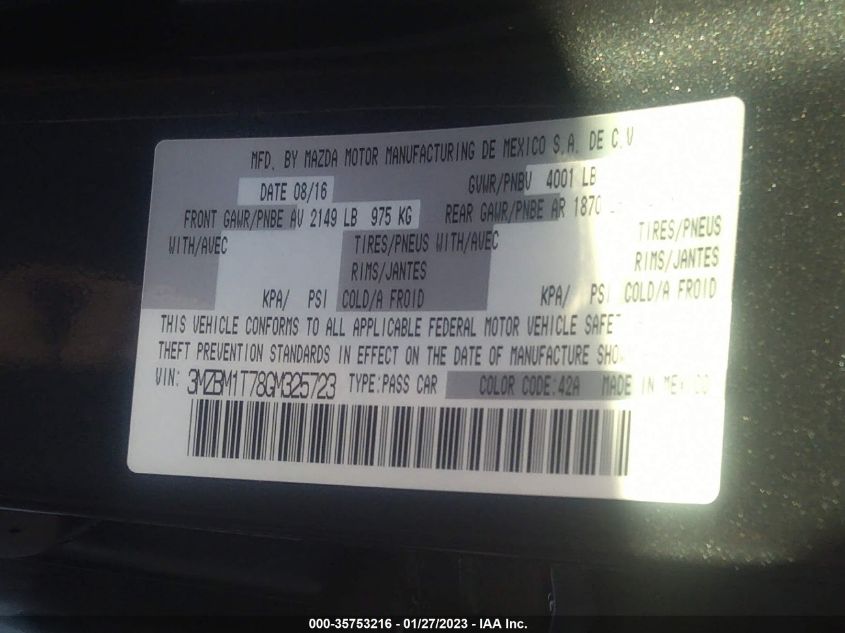 MFD. BY MAZDA MOTOR MANUFACTURING DE MEXICO S.A. DE C.V
DATE 08/16 GVWR/PNBV 4001 LB
FRONT GAWR/PNBE AV 2149 LB 975 KG REAR GAWR/PNBE AR 1870
WITH/AVEC TIRES/PNEUS WITH/AVEC TIRES/PNEUS
RIMS/JANTES RIMS/JANTES
KPA/ PSI COLD/A FROID KPA/ PSI COLD/A FROID
THIS VEHICLE CONFORMS TO ALL APPLICABLE FEDERAL MOTOR VEHICLE
THEFT PREVENTION STANDARDS IN EFFECT ON THE DATE OF MANUFACTURE
VIN: 3MZBM1T78GM325723 TYPE:PASS CAR COLOR CODE:42A MADE IN MEXICO
000-35753216 - 01/27/2023 - IAA Inc.